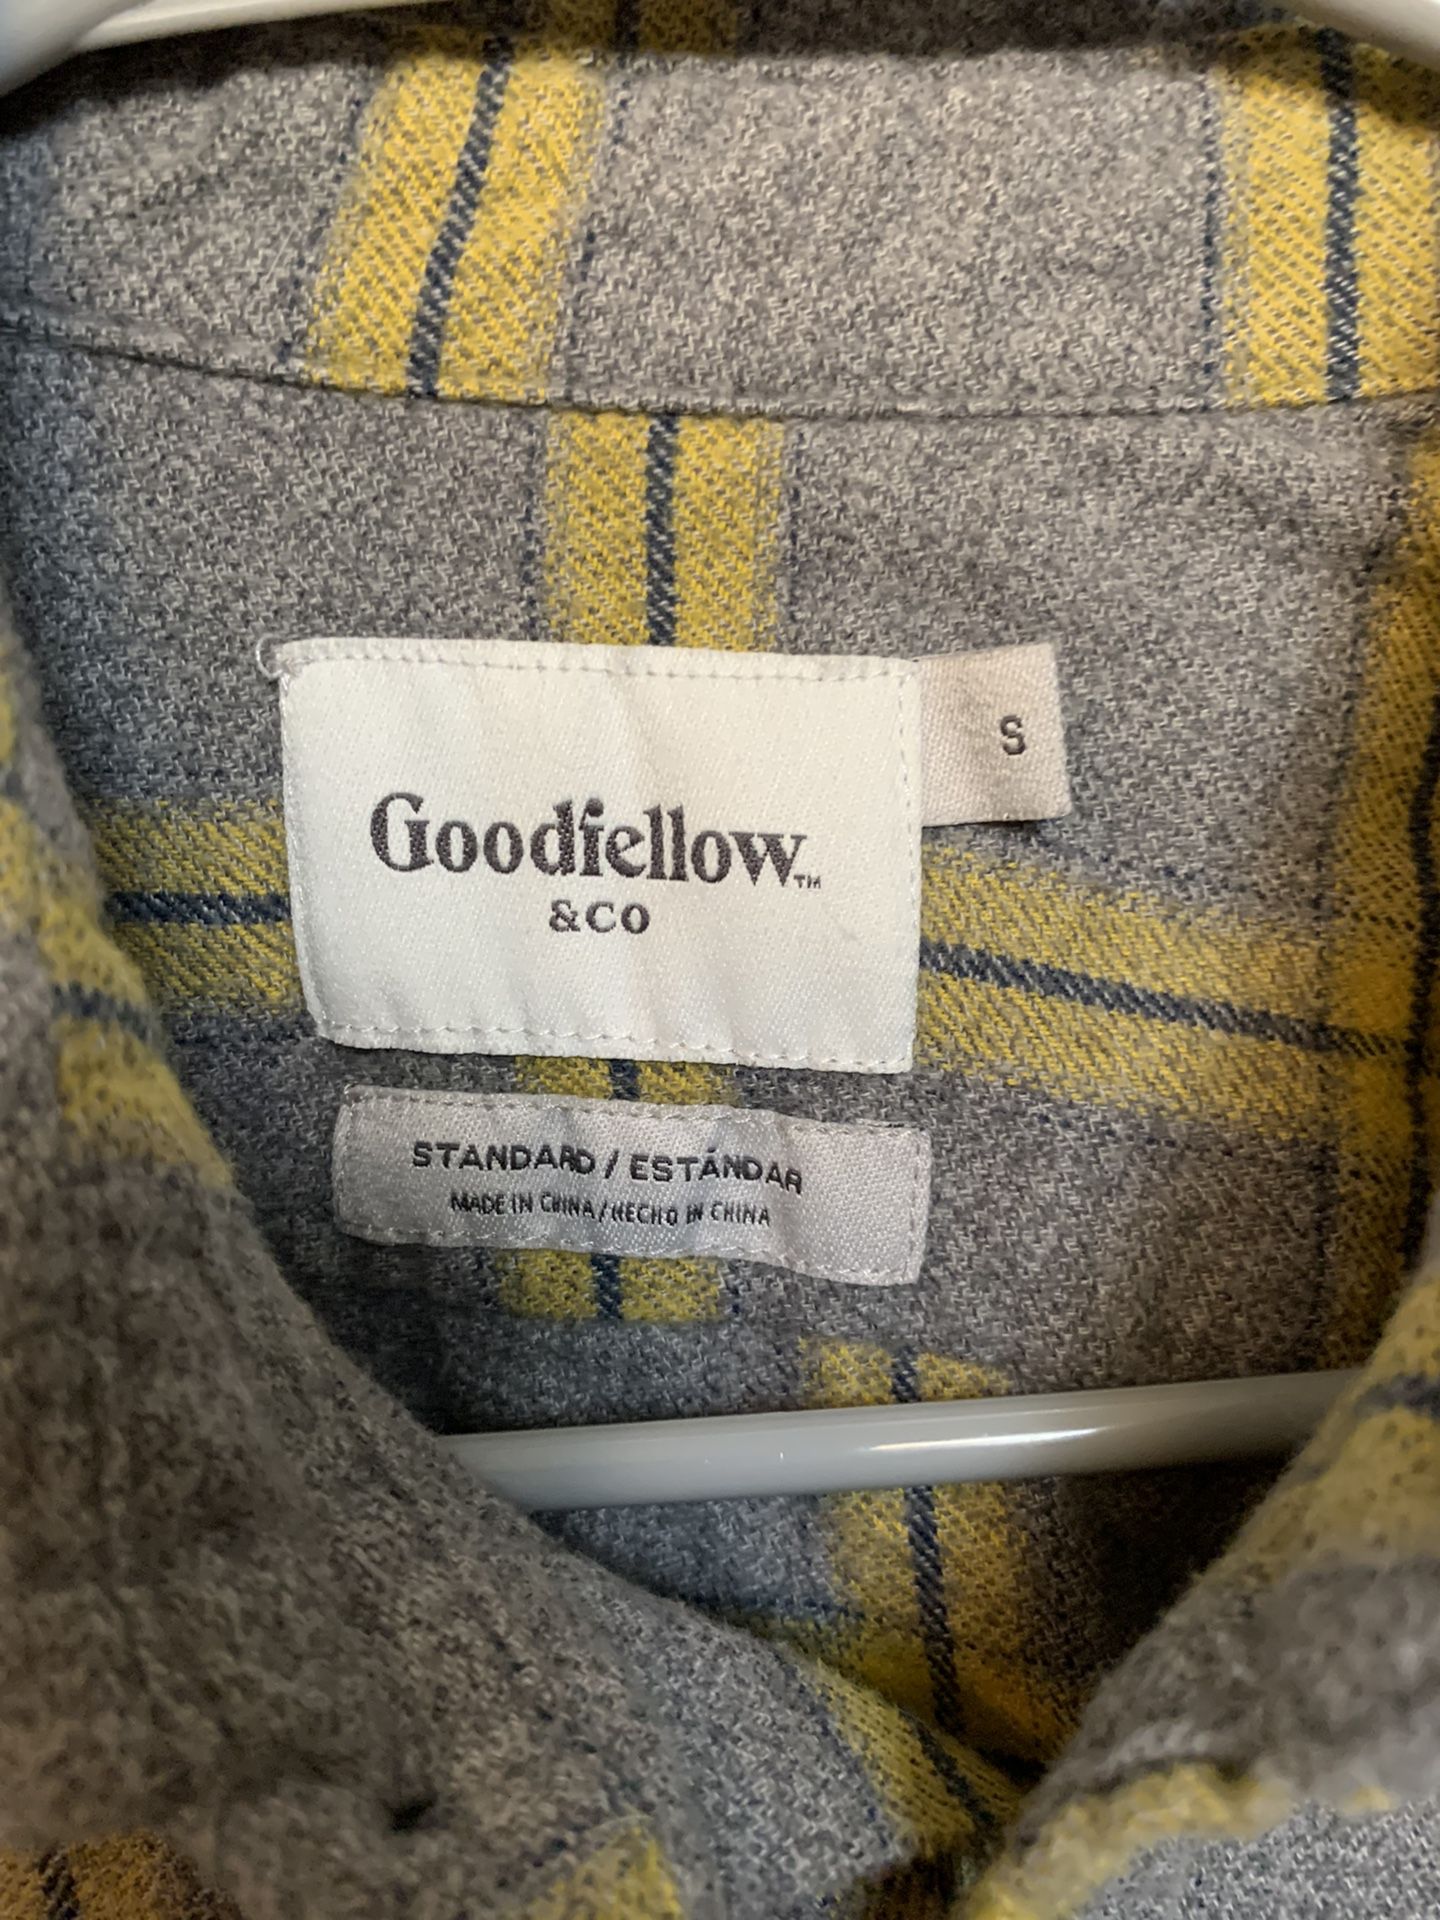 Goodfellow™
&Co
S
STANDARD / ESTÁNDAR
MADE IN CHINA / HECHO IN CHINA